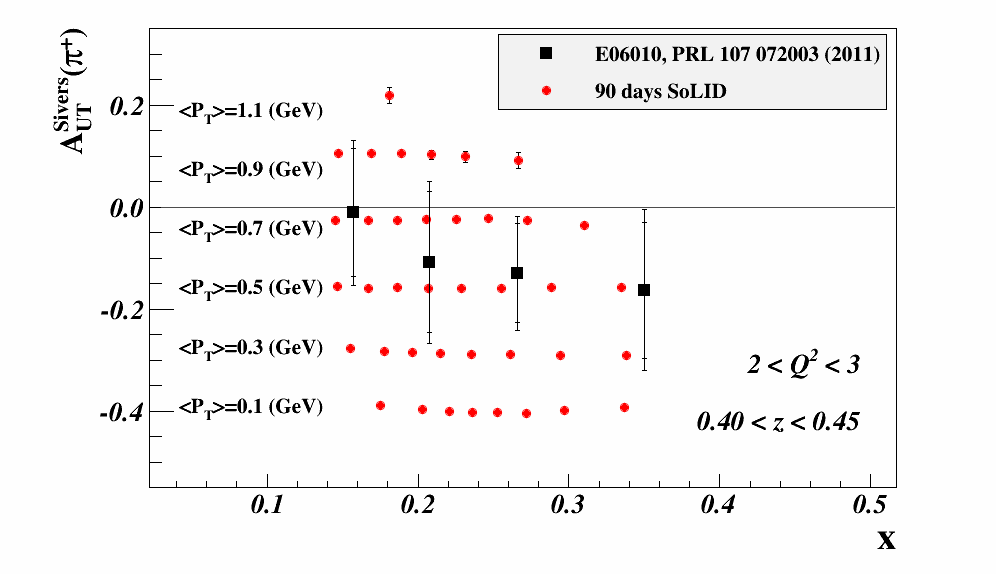 A_UT^Sivers(π⁺)
E06010, PRL 107 072003 (2011)
90 days SoLID
0.2
<P_T>=1.1 (GeV)
<P_T>=0.9 (GeV)
0.0
<P_T>=0.7 (GeV)
<P_T>=0.5 (GeV)
-0.2
<P_T>=0.3 (GeV)
2 < Q² < 3
<P_T>=0.1 (GeV)
-0.4
0.40 < z < 0.45
0.1 0.2 0.3 0.4 0.5
x